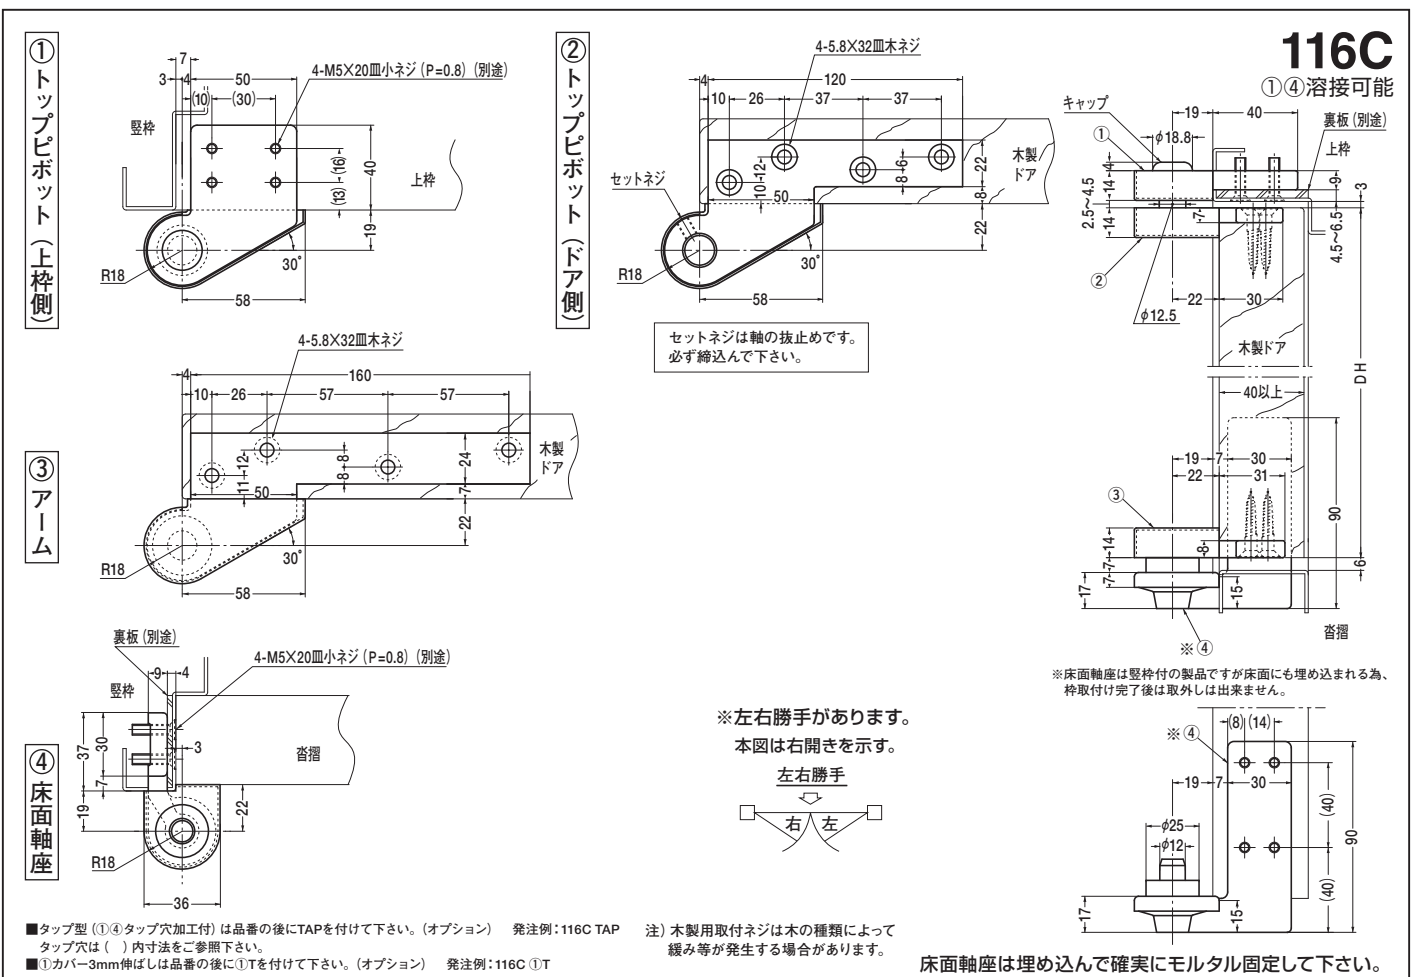 116C
①④溶接可能
①トップピボット（上枠側）
7
3
4
50
4-M5×20皿小ネジ（P=0.8）（別途）
(10)
(30)
竪枠
(16)
40
(13)
上枠
19
R18
30°
58
②トップピボット（ドア側）
4-5.8×32皿木ネジ
4
120
10
26
37
37
木製
ドア
セットネジ
10
12
50
8
6
22
8
22
R18
30°
58
セットネジは軸の抜止めです。
必ず締込んで下さい。
キャップ
19
40
裏板（別途）
①
φ18.8
上枠
4
14
2.5〜4.5
14
7
9
3
4.5〜6.5
②
22
30
φ12.5
木製ドア
40以上
DH
19
7
30
22
31
③
90
14
8
7
7
17
15
6
※④
沓摺
※床面軸座は竪枠付の製品ですが床面にも埋め込まれる為、
枠取付け完了後は取外しは出来ません。
③アーム
4-5.8×32皿木ネジ
4
160
10
26
57
57
木製
ドア
11
12
50
8
8
24
7
22
R18
30°
58
④床面軸座
裏板（別途）
9
4
4-M5×20皿小ネジ（P=0.8）（別途）
竪枠
37
30
7
3
沓摺
19
22
R18
36
※左右勝手があります。
本図は右開きを示す。
左右勝手
右
左
※④
(8)
(14)
19
7
30
(40)
(40)
90
φ25
φ12
17
15
■タップ型（①④タップ穴加工付）は品番の後にTAPを付けて下さい。（オプション）　発注例：116C TAP
タップ穴は（　）内寸法をご参照下さい。
■①カバー3mm伸ばしは品番の後に①Tを付けて下さい。（オプション）　発注例：116C ①T
注）木製用取付ネジは木の種類によって
緩み等が発生する場合があります。
床面軸座は埋め込んで確実にモルタル固定して下さい。